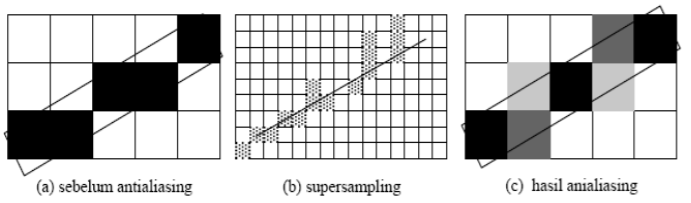 (a) sebelum antialiasing
(b) supersampling
(c) hasil anialiasing